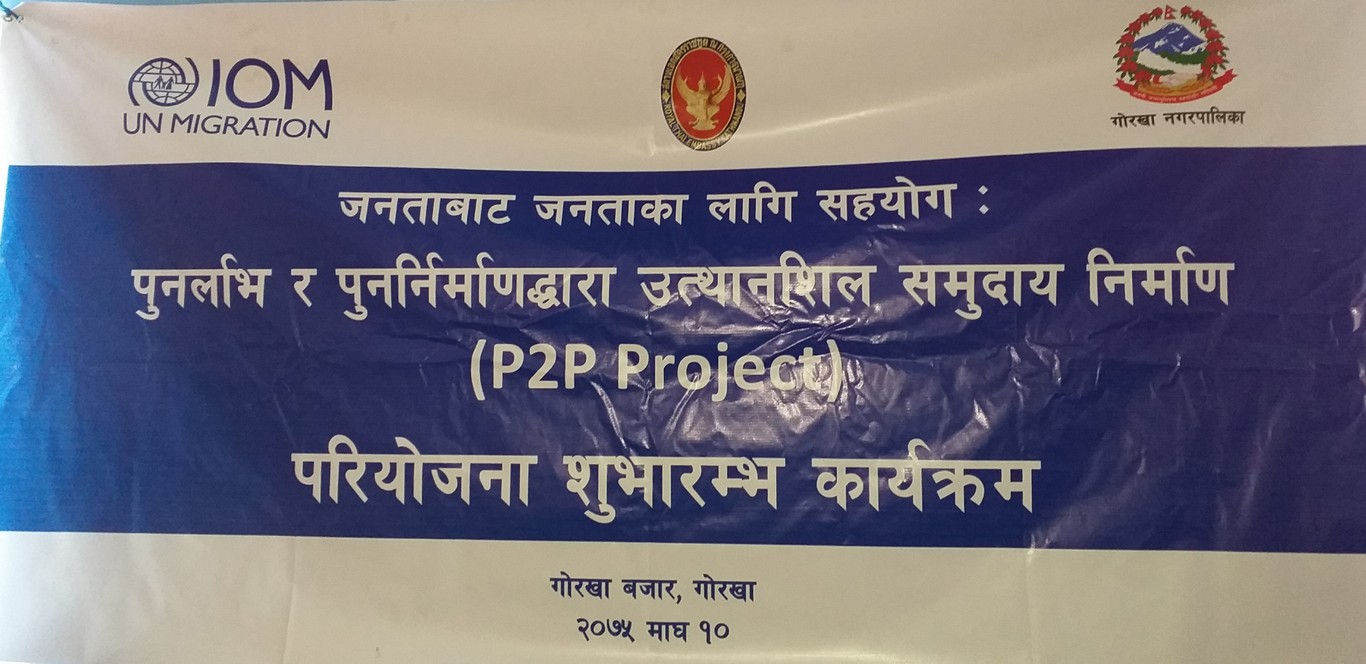 IOM
UN MIGRATION
गोरखा नगरपालिका
जनताबाट जनताका लागि सहयोग :
पुनर्लाभ र पुनर्निर्माणद्धारा उत्थानशिल समुदाय निर्माण
(P2P Project)
परियोजना शुभारम्भ कार्यक्रम
गोरखा बजार, गोरखा
२०७५ माघ १०